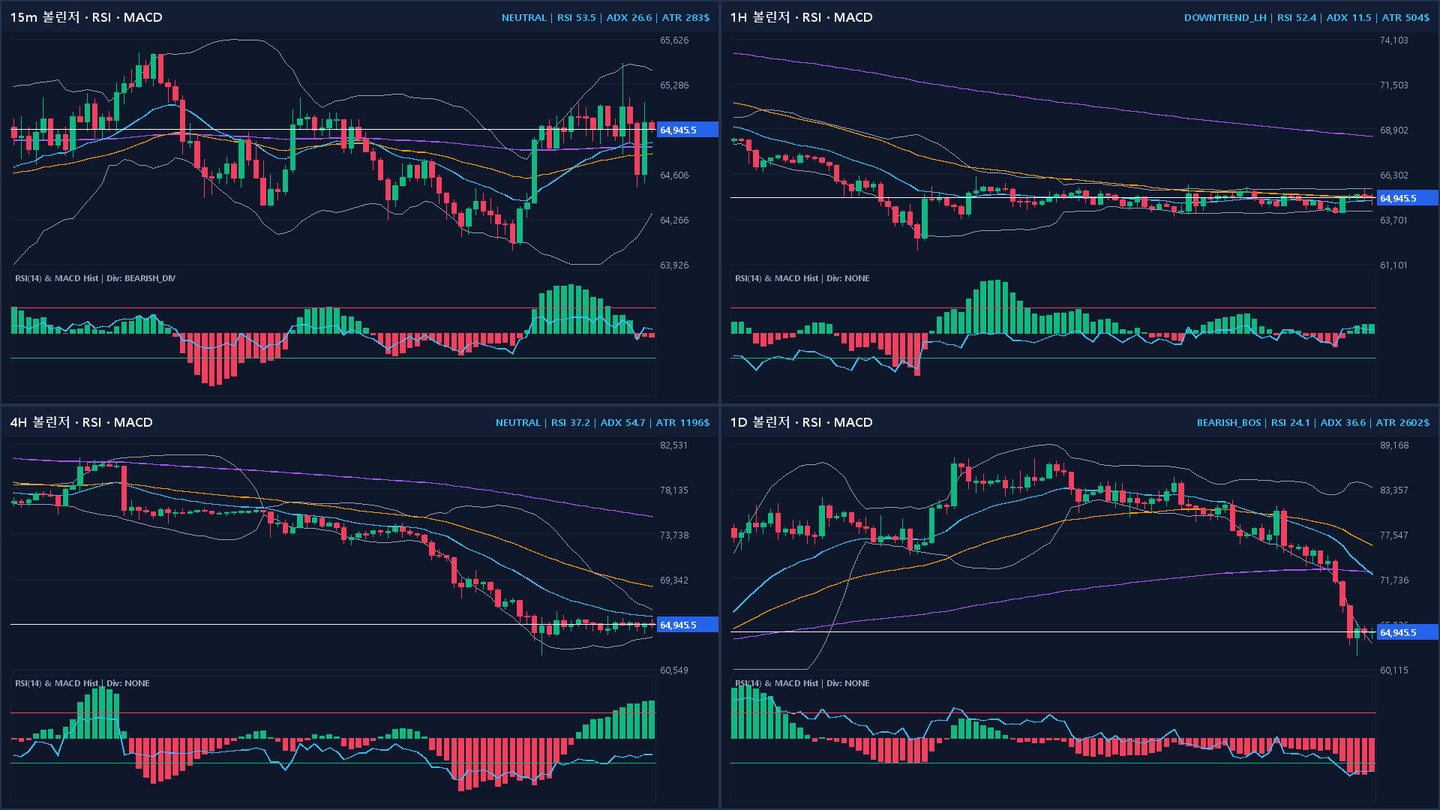 15m 볼린저 · RSI · MACD
NEUTRAL | RSI 53.5 | ADX 26.6 | ATR 283$
65,626
65,286
64,945.5
64,606
64,266
63,926
RSI(14) & MACD Hist | Div: BEARISH_DIV
1H 볼린저 · RSI · MACD
DOWNTREND_LH | RSI 52.4 | ADX 11.5 | ATR 504$
74,103
71,503
68,902
66,302
64,945.5
63,701
61,101
RSI(14) & MACD Hist | Div: NONE
4H 볼린저 · RSI · MACD
NEUTRAL | RSI 37.2 | ADX 54.7 | ATR 1196$
82,531
78,135
73,738
69,342
64,945.5
60,549
RSI(14) & MACD Hist | Div: NONE
1D 볼린저 · RSI · MACD
BEARISH_BOS | RSI 24.1 | ADX 36.6 | ATR 2602$
89,168
83,357
77,547
71,736
64,945.5
60,115
RSI(14) & MACD Hist | Div: NONE